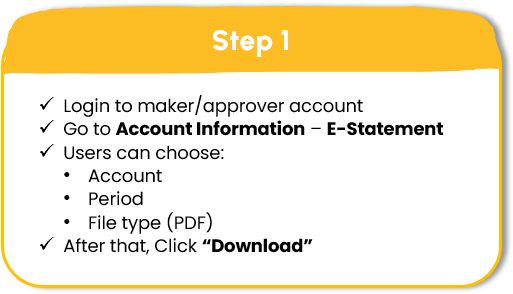 Step 1
✓ Login to maker/approver account
✓ Go to Account Information – E-Statement
✓ Users can choose:
• Account
• Period
• File type (PDF)
✓ After that, Click “Download”